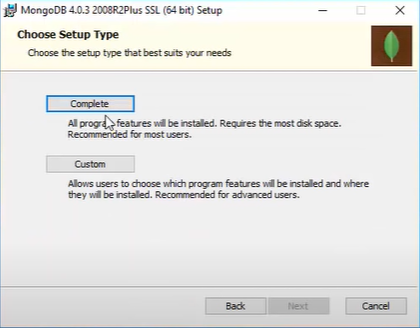 MongoDB 4.0.3 2008R2Plus SSL (64 bit) Setup
Choose Setup Type
Choose the setup type that best suits your needs
Complete
All program features will be installed. Requires the most disk space.
Recommended for most users.
Custom
Allows users to choose which program features will be installed and where
they will be installed. Recommended for advanced users.
Back Next Cancel